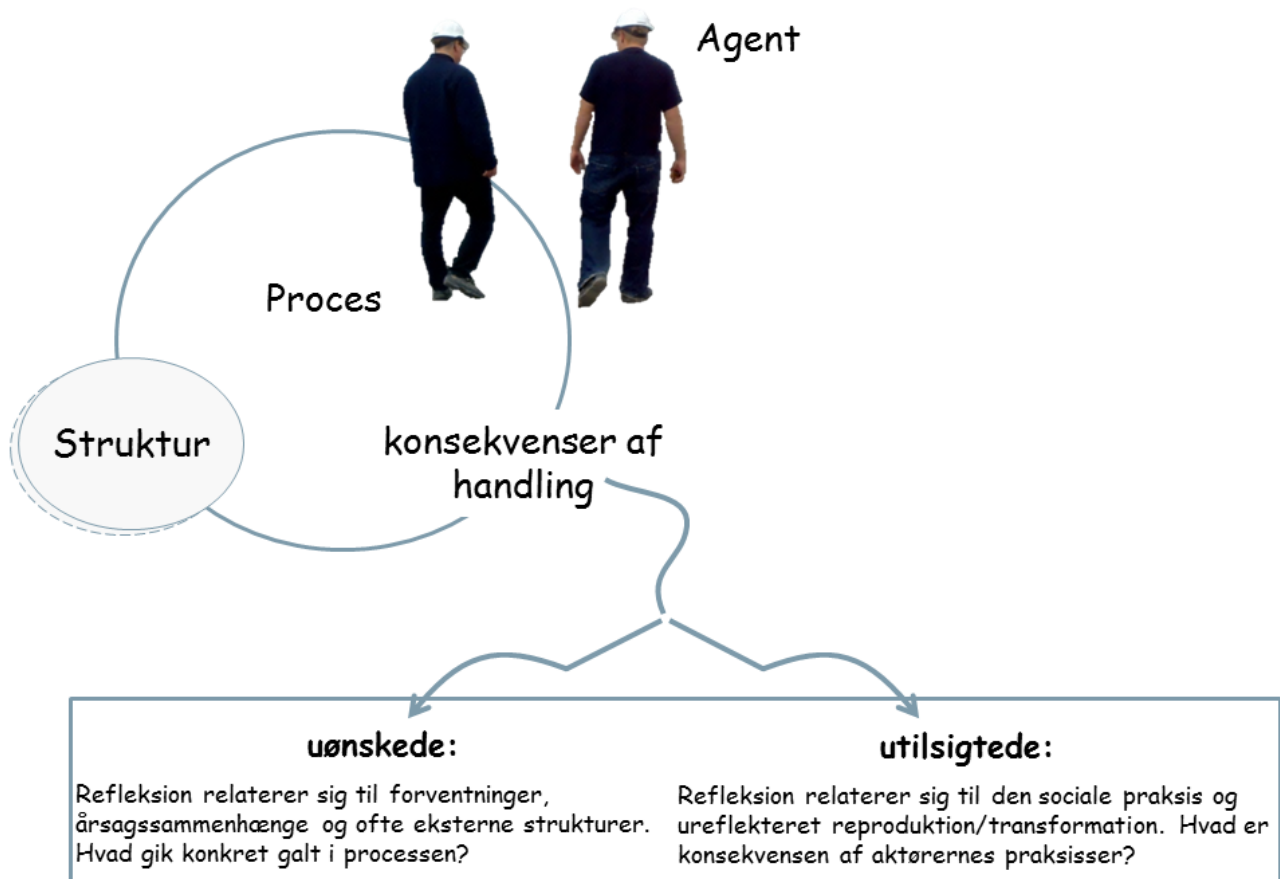 Agent
Proces
Struktur
konsekvenser af
handling
uønskede:
Refleksion relaterer sig til forventninger,
årsagssammenhænge og ofte eksterne strukturer.
Hvad gik konkret galt i processen?
utilsigtede:
Refleksion relaterer sig til den sociale praksis og
ureflekteret reproduktion/transformation. Hvad er
konsekvensen af aktørernes praksisser?